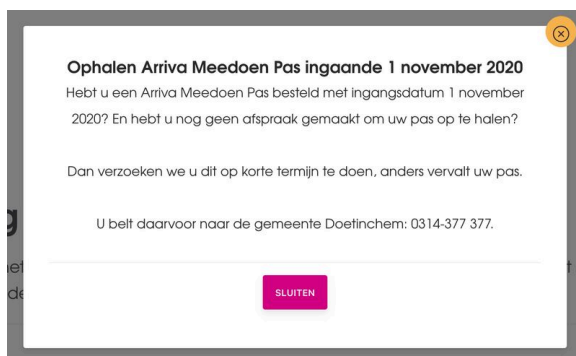 Ophalen Arriva Meedoen Pas ingaande 1 november 2020
Hebt u een Arriva Meedoen Pas besteld met ingangsdatum 1 november
2020? En hebt u nog geen afspraak gemaakt om uw pas op te halen?
Dan verzoeken we u dit op korte termijn te doen, anders vervalt uw pas.
U belt daarvoor naar de gemeente Doetinchem: 0314-377 377.
SLUITEN